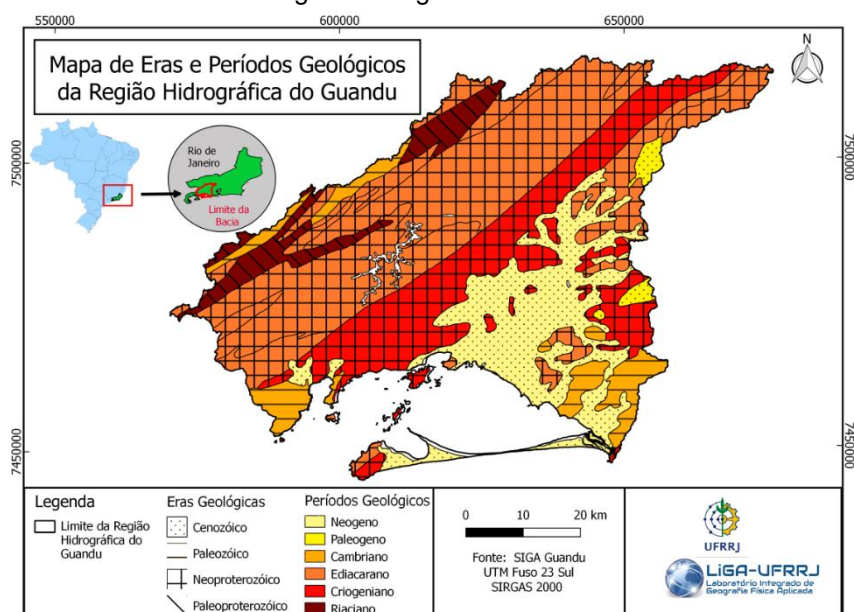 550000
600000
650000
Mapa de Eras e Períodos Geológicos
da Região Hidrográfica do Guandu
N
Rio de
Janeiro
Limite da
Bacia
7500000
7500000
7450000
7450000
Legenda
Limite da Região
Hidrográfica do
Guandu
Eras Geológicas
Cenozóico
Paleozóico
Neoproterozóico
Paleoproterozóico
Períodos Geológicos
Neogeno
Paleogeno
Cambriano
Ediacarano
Criogeniano
Riaciano
0 10 20 km
Fonte: SIGA Guandu
UTM Fuso 23 Sul
SIRGAS 2000
UFRRJ
LiGA-UFRRJ
Laboratório Integrado de
Geografia Física Aplicada